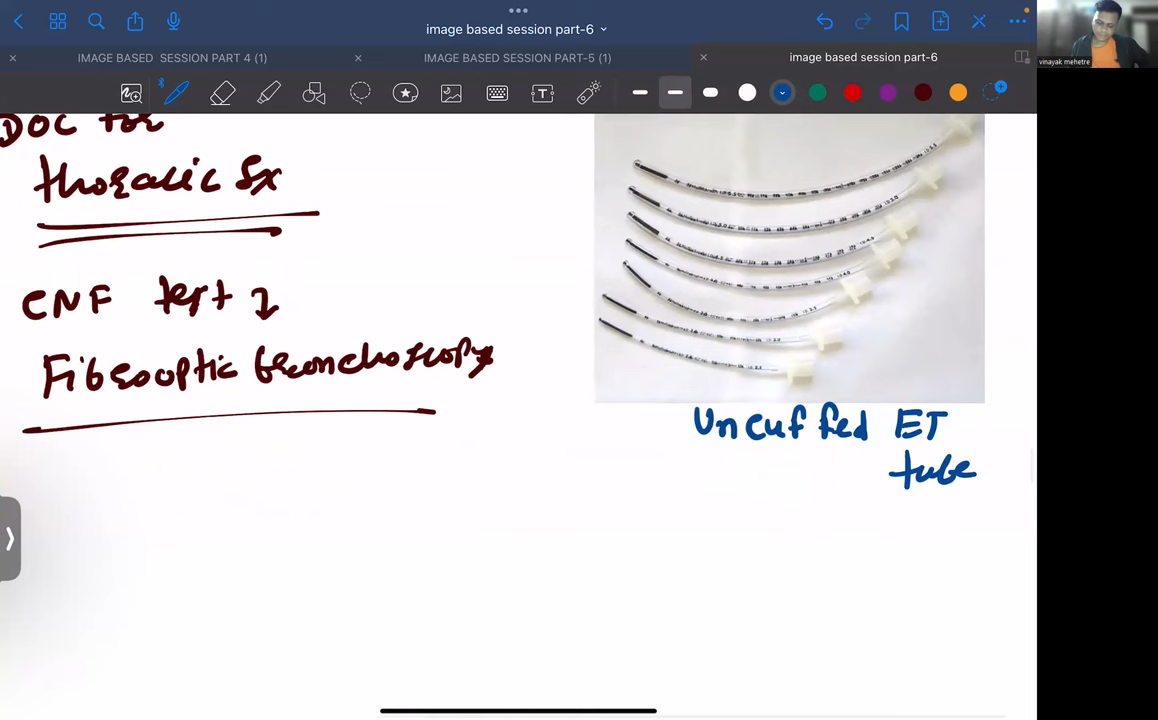 image based session part-6
IMAGE BASED SESSION PART 4 (1)
IMAGE BASED SESSION PART-5 (1)
image based session part-6
vinayak mehetre
DOC for
thoracic Sx
CNF test
Fibreoptic bronchoscopy
Uncuffed ET
tube